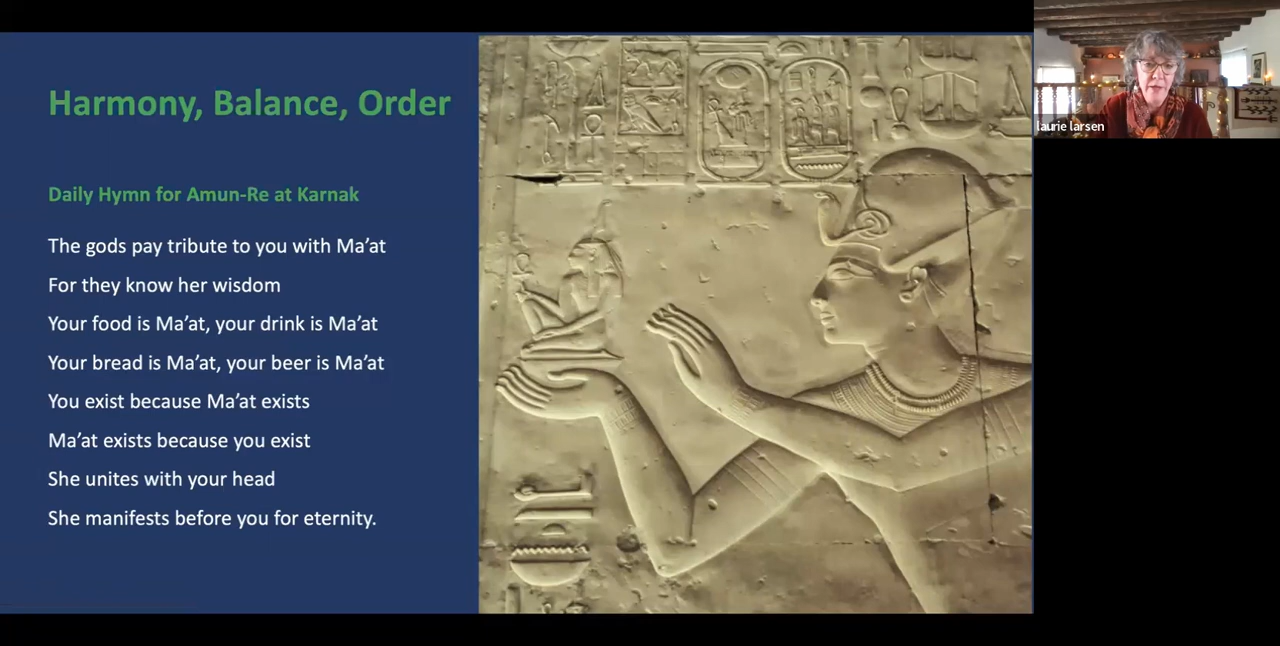 Harmony, Balance, Order
Daily Hymn for Amun-Re at Karnak
The gods pay tribute to you with Ma’at
For they know her wisdom
Your food is Ma’at, your drink is Ma’at
Your bread is Ma’at, your beer is Ma’at
You exist because Ma’at exists
Ma’at exists because you exist
She unites with your head
She manifests before you for eternity.
laurie larsen